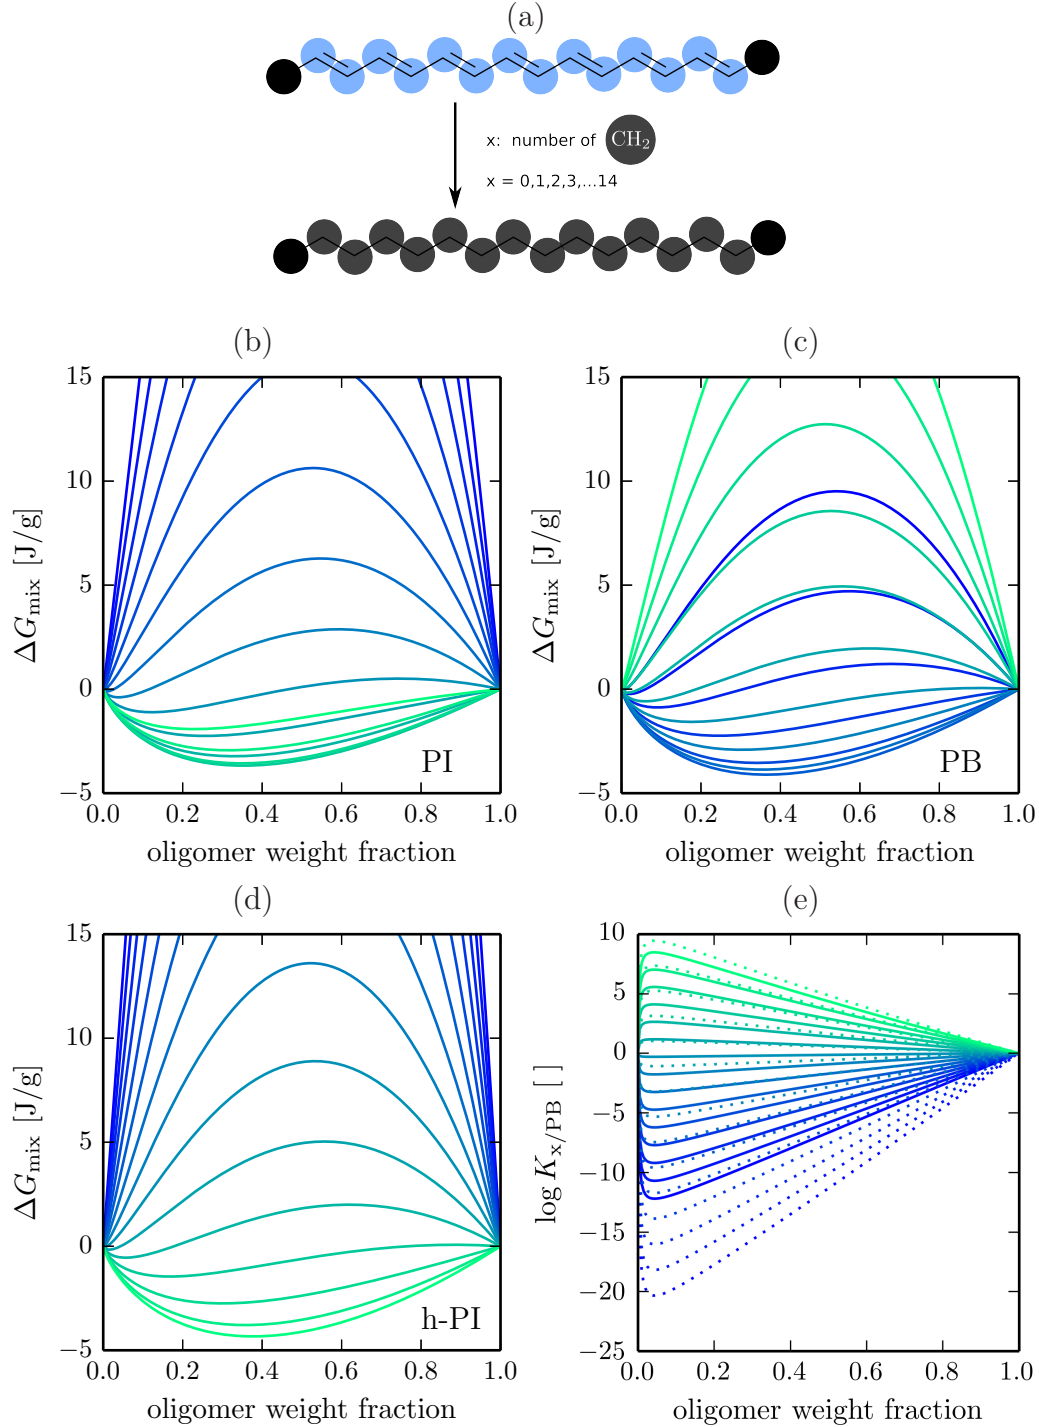 (a)
x: number of CH₂
x = 0,1,2,3,...14
(b)
15
10
5
0
−5
0.0 0.2 0.4 0.6 0.8 1.0
ΔG_mix [J/g]
PI
oligomer weight fraction
(c)
15
10
5
0
−5
0.0 0.2 0.4 0.6 0.8 1.0
ΔG_mix [J/g]
PB
oligomer weight fraction
(d)
15
10
5
0
−5
0.0 0.2 0.4 0.6 0.8 1.0
ΔG_mix [J/g]
h-PI
oligomer weight fraction
(e)
10
5
0
−5
−10
−15
−20
−25
0.0 0.2 0.4 0.6 0.8 1.0
log K_x/PB [ ]
oligomer weight fraction